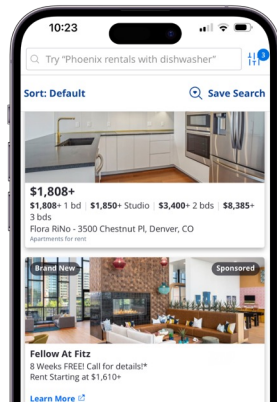 10:23
Try “Phoenix rentals with dishwasher”
3
Sort: Default
Save Search
$1,808+
$1,808+ 1 bd | $1,850+ Studio | $3,400+ 2 bds | $8,385+
3 bds
Flora RiNo - 3500 Chestnut Pl, Denver, CO
Apartments for rent
Brand New
Sponsored
Fellow At Fitz
8 Weeks FREE! Call for details!*
Rent Starting at $1,610+
Learn More